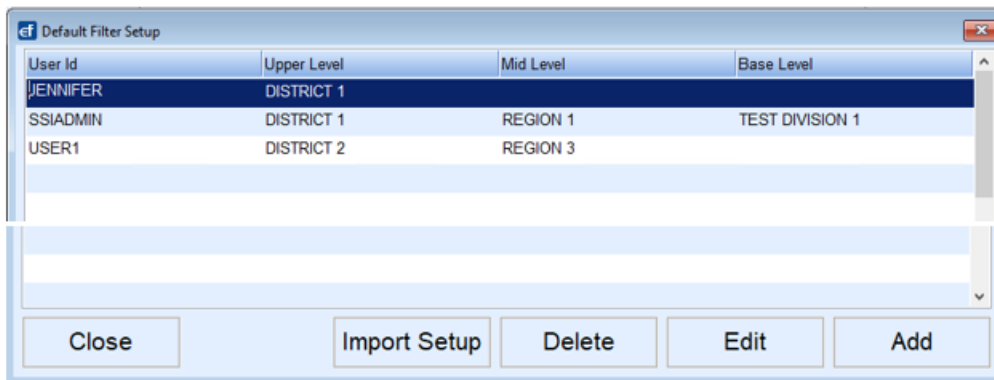 ef Default Filter Setup
User Id Upper Level Mid Level Base Level
JENNIFER DISTRICT 1
SSIADMIN DISTRICT 1 REGION 1 TEST DIVISION 1
USER1 DISTRICT 2 REGION 3
Close Import Setup Delete Edit Add